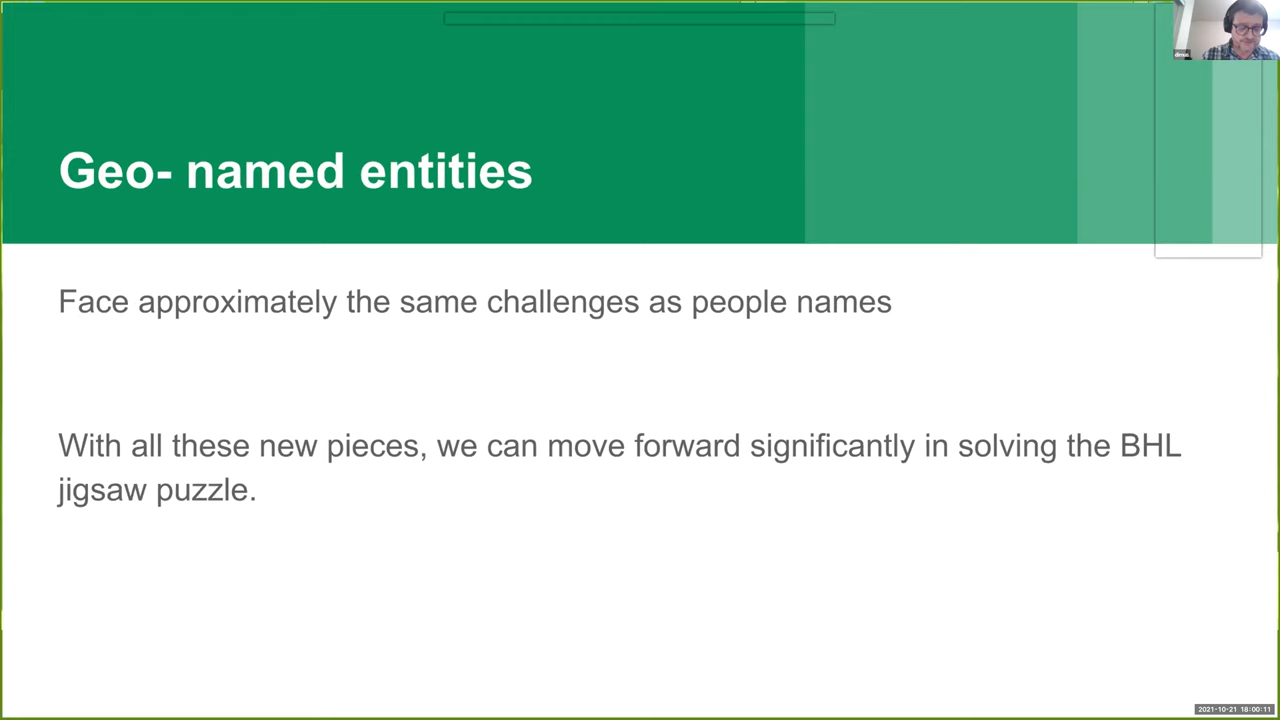 dimus
Geo- named entities
Face approximately the same challenges as people names
With all these new pieces, we can move forward significantly in solving the BHL
jigsaw puzzle.
2021-10-21 18:00:11